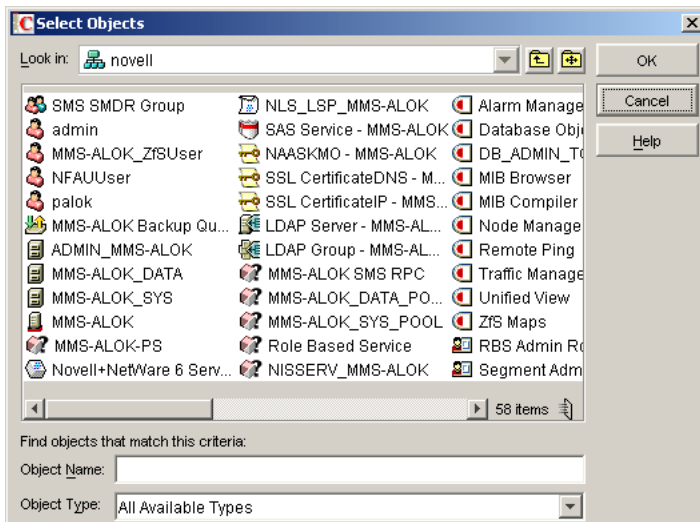 Select Objects
Look in: novell
OK
Cancel
Help
SMS SMDR Group
admin
MMS-ALOK_ZfSUser
NFAUUser
palok
MMS-ALOK Backup Qu...
ADMIN_MMS-ALOK
MMS-ALOK_DATA
MMS-ALOK_SYS
MMS-ALOK
MMS-ALOK-PS
Novell+NetWare 6 Serv...
NLS_LSP_MMS-ALOK
SAS Service - MMS-ALOK
NAASKMO - MMS-ALOK
SSL CertificateDNS - M...
SSL CertificateIP - MMS...
LDAP Server - MMS-AL...
LDAP Group - MMS-AL...
MMS-ALOK SMS RPC
MMS-ALOK_DATA_PO...
MMS-ALOK_SYS_POOL
Role Based Service
NISSERV_MMS-ALOK
Alarm Manage
Database Obj
DB_ADMIN_TO
MIB Browser
MIB Compiler
Node Manage
Remote Ping
Traffic Manage
Unified View
ZfS Maps
RBS Admin Ro
Segment Adm
58 items
Find objects that match this criteria:
Object Name:
Object Type: All Available Types